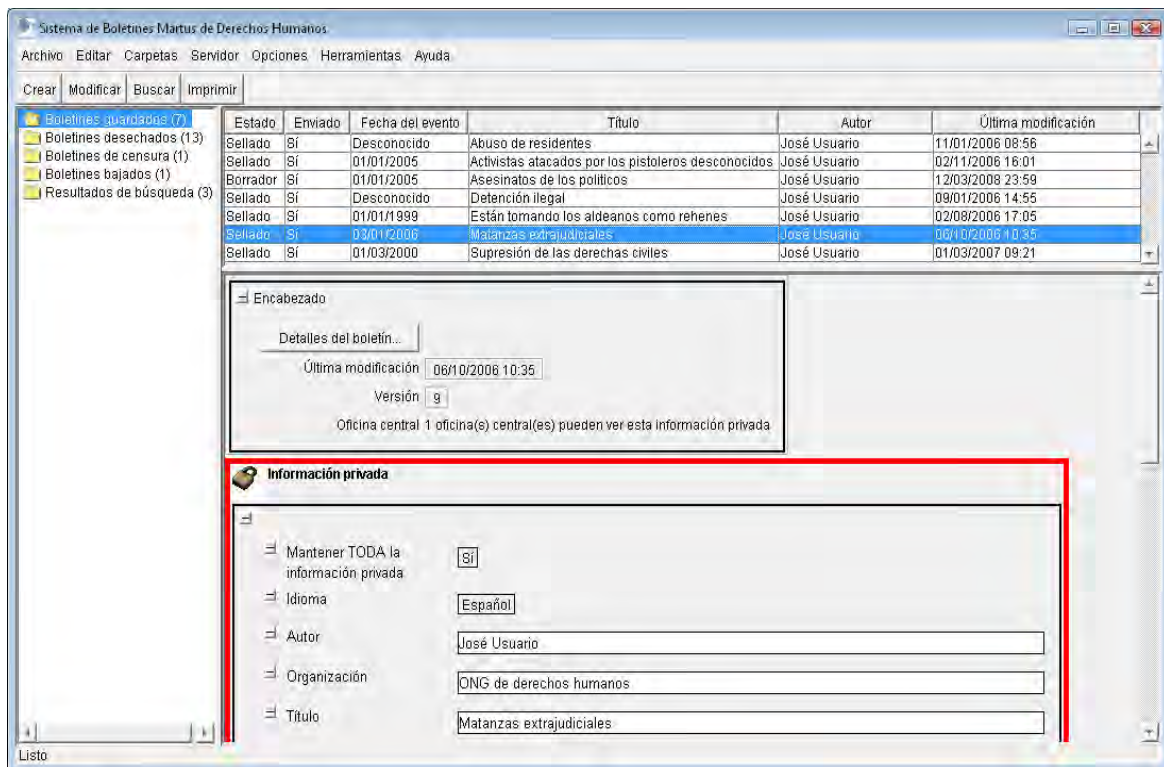 Sistema de Boletines Martus de Derechos Humanos
Archivo Editar Carpetas Servidor Opciones Herramientas Ayuda
Crear Modificar Buscar Imprimir
Boletines guardados (7)
Boletines desechados (13)
Boletines de censura (1)
Boletines bajados (1)
Resultados de búsqueda (3)
Estado Enviado Fecha del evento Título Autor Última modificación
Sellado Sí Desconocido Abuso de residentes José Usuario 11/01/2006 08:56
Sellado Sí 01/01/2005 Activistas atacados por los pistoleros desconocidos José Usuario 02/11/2006 16:01
Borrador Sí 01/01/2005 Asesinatos de los politicos José Usuario 12/03/2008 23:59
Sellado Sí Desconocido Detención ilegal José Usuario 09/01/2006 14:55
Sellado Sí 01/01/1999 Están tomando los aldeanos como rehenes José Usuario 02/08/2006 17:05
Sellado Sí 03/01/2006 Matanzas extrajudiciales José Usuario 06/10/2006 10:35
Sellado Sí 01/03/2000 Supresión de las derechas civiles José Usuario 01/03/2007 09:21
Encabezado
Detalles del boletín...
Última modificación 06/10/2006 10:35
Versión 9
Oficina central 1 oficina(s) central(es) pueden ver esta información privada
Información privada
Mantener TODA la información privada Sí
Idioma Español
Autor José Usuario
Organización ONG de derechos humanos
Título Matanzas extrajudiciales
Listo